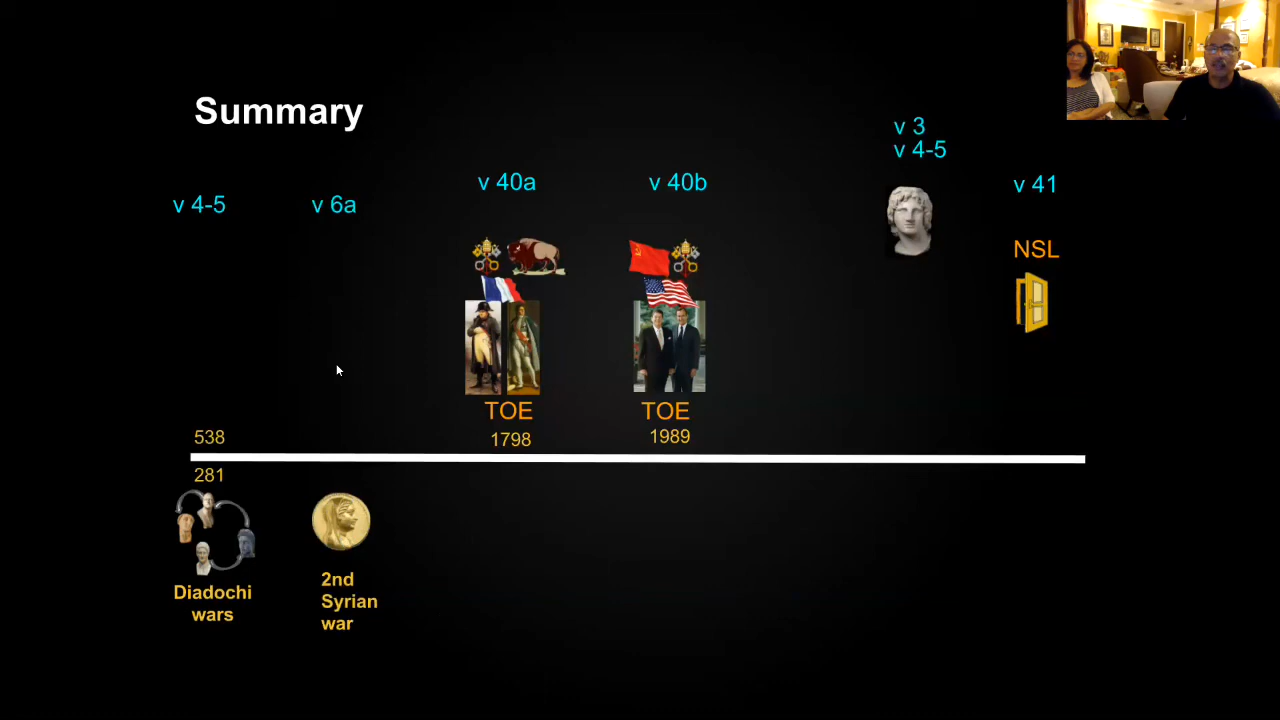 Summary
v 3
v 4-5
v 40a
v 40b
v 41
v 4-5
v 6a
NSL
TOE
TOE
538
1798
1989
281
Diadochi
wars
2nd
Syrian
war